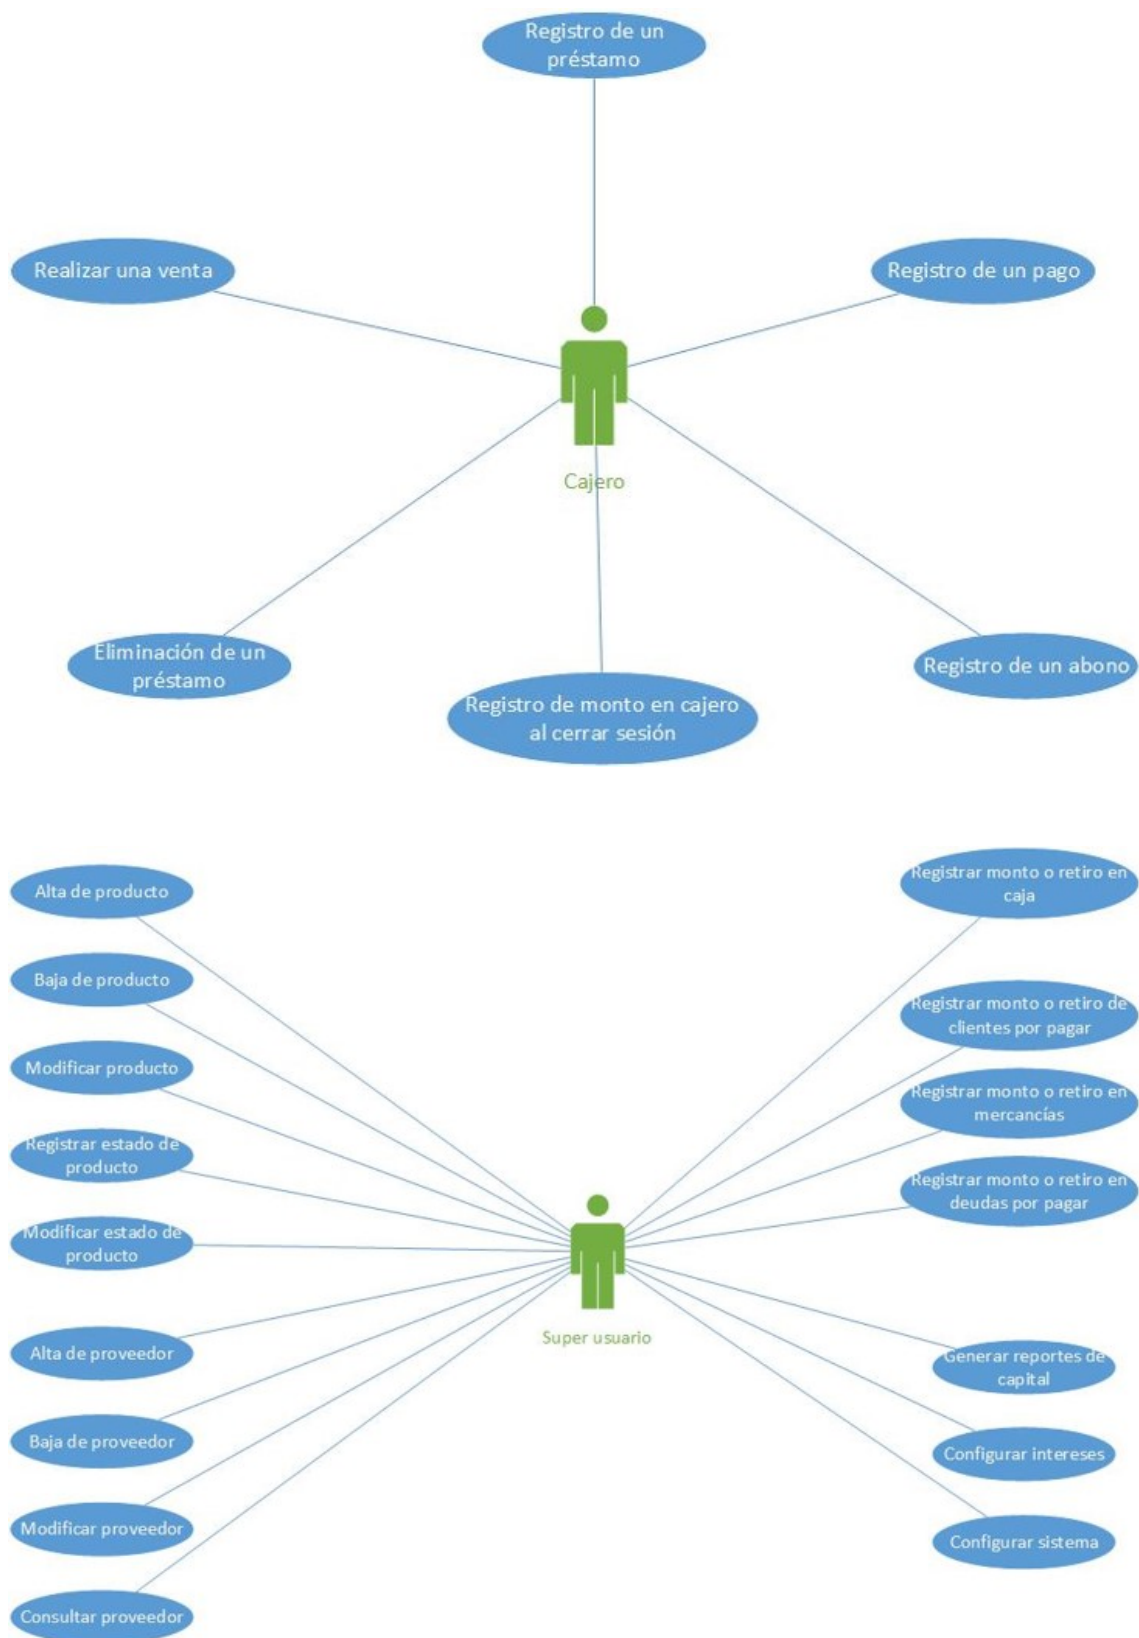 Registro de un
préstamo
Realizar una venta
Registro de un pago
Cajero
Eliminación de un
préstamo
Registro de monto en cajero
al cerrar sesión
Registro de un abono
Alta de producto
Baja de producto
Modificar producto
Registrar estado de
producto
Modificar estado de
producto
Alta de proveedor
Baja de proveedor
Modificar proveedor
Consultar proveedor
Super usuario
Registrar monto o retiro en
caja
Registrar monto o retiro de
clientes por pagar
Registrar monto o retiro en
mercancías
Registrar monto o retiro en
deudas por pagar
Generar reportes de
capital
Configurar intereses
Configurar sistema